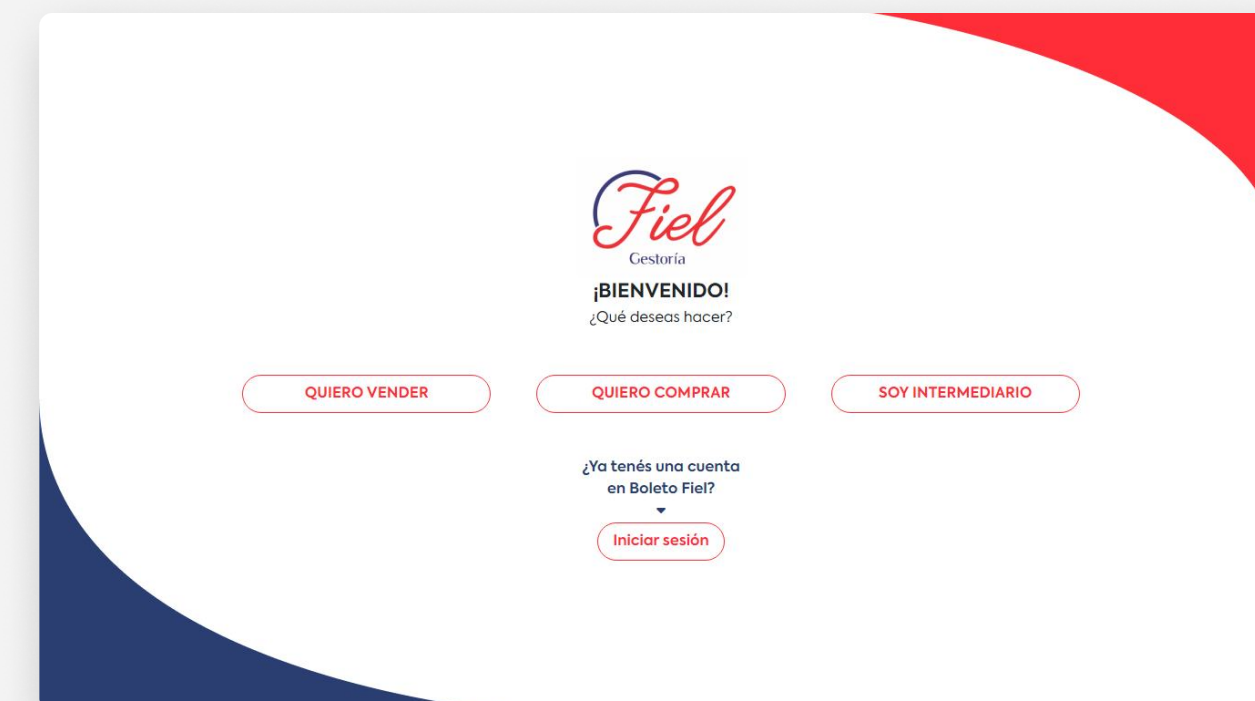 Fiel
Gestoría
¡BIENVENIDO!
¿Qué deseas hacer?
QUIERO VENDER
QUIERO COMPRAR
SOY INTERMEDIARIO
¿Ya tenés una cuenta
en Boleto Fiel?
Iniciar sesión